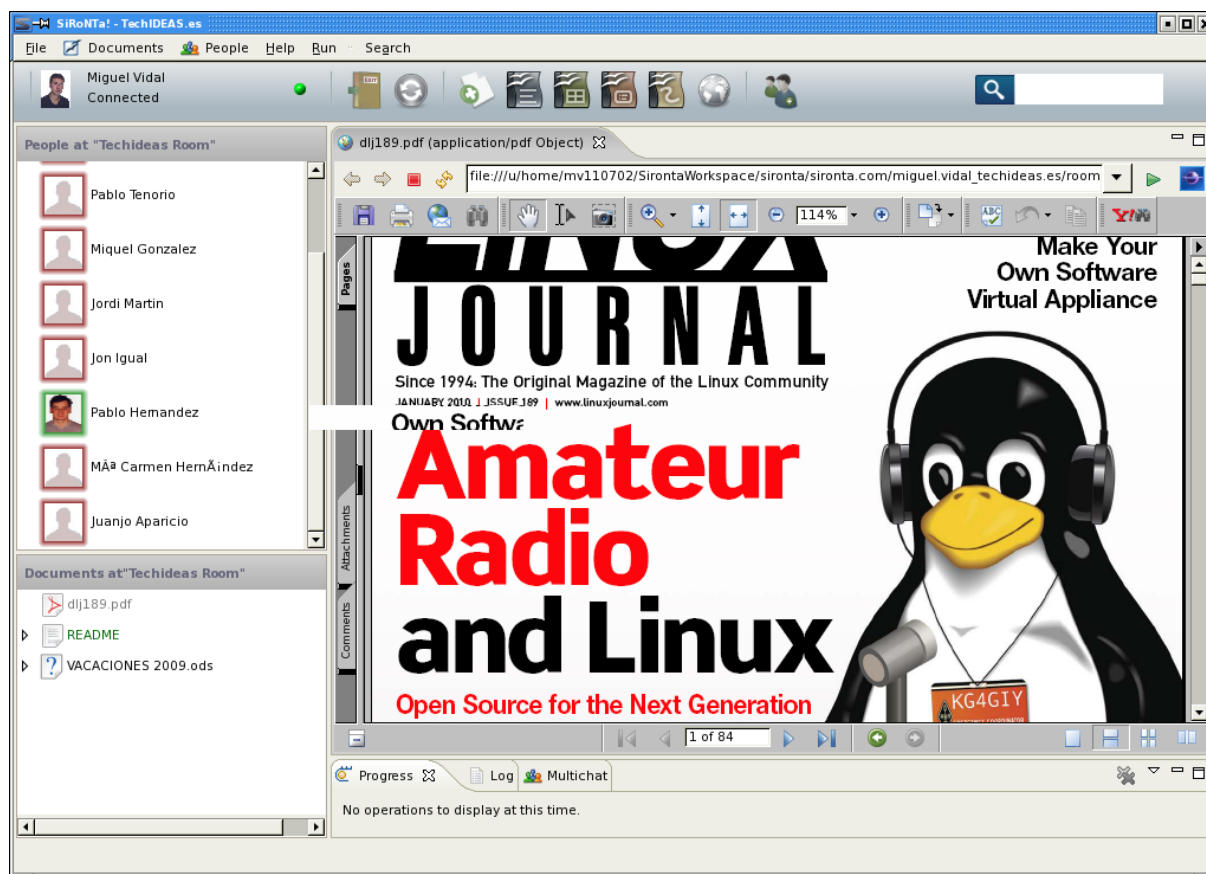 SiRoNTa! - TechIDEAS.es
File Documents People Help Run Search
Miguel Vidal
Connected
EXIT
People at "Techideas Room"
Pablo Tenorio
Miquel Gonzalez
Jordi Martin
Jon Igual
Pablo Hernandez
MÂª Carmen HernÃ¡ndez
Juanjo Aparicio
Documents at"Techideas Room"
dlj189.pdf
README
VACACIONES 2009.ods
dlj189.pdf (application/pdf Object)
file:///u/home/mv110702/SirontaWorkspace/sironta/sironta.com/miguel.vidal_techideas.es/room
114%
ABC
Y!
Pages
Attachments
Comments
LINUX
JOURNAL
Make Your
Own Software
Virtual Appliance
Since 1994: The Original Magazine of the Linux Community
JANUARY 2010 | ISSUE 189 | www.linuxjournal.com
Own Softwa
Amateur
Radio
and Linux
Open Source for the Next Generation
KG4GIY
1 of 84
Progress Log Multichat
No operations to display at this time.